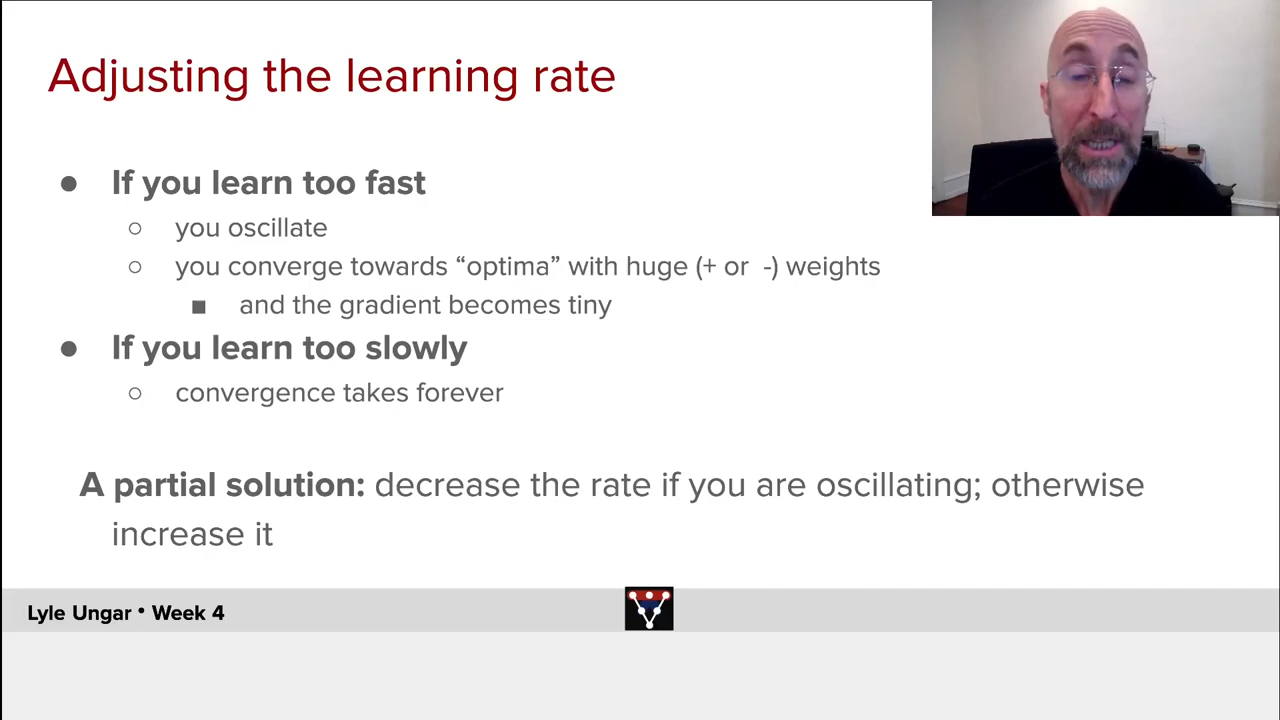 Adjusting the learning rate
● If you learn too fast
○ you oscillate
○ you converge towards “optima” with huge (+ or  -) weights
■ and the gradient becomes tiny
● If you learn too slowly
○ convergence takes forever
A partial solution: decrease the rate if you are oscillating; otherwise
increase it
Lyle Ungar • Week 4